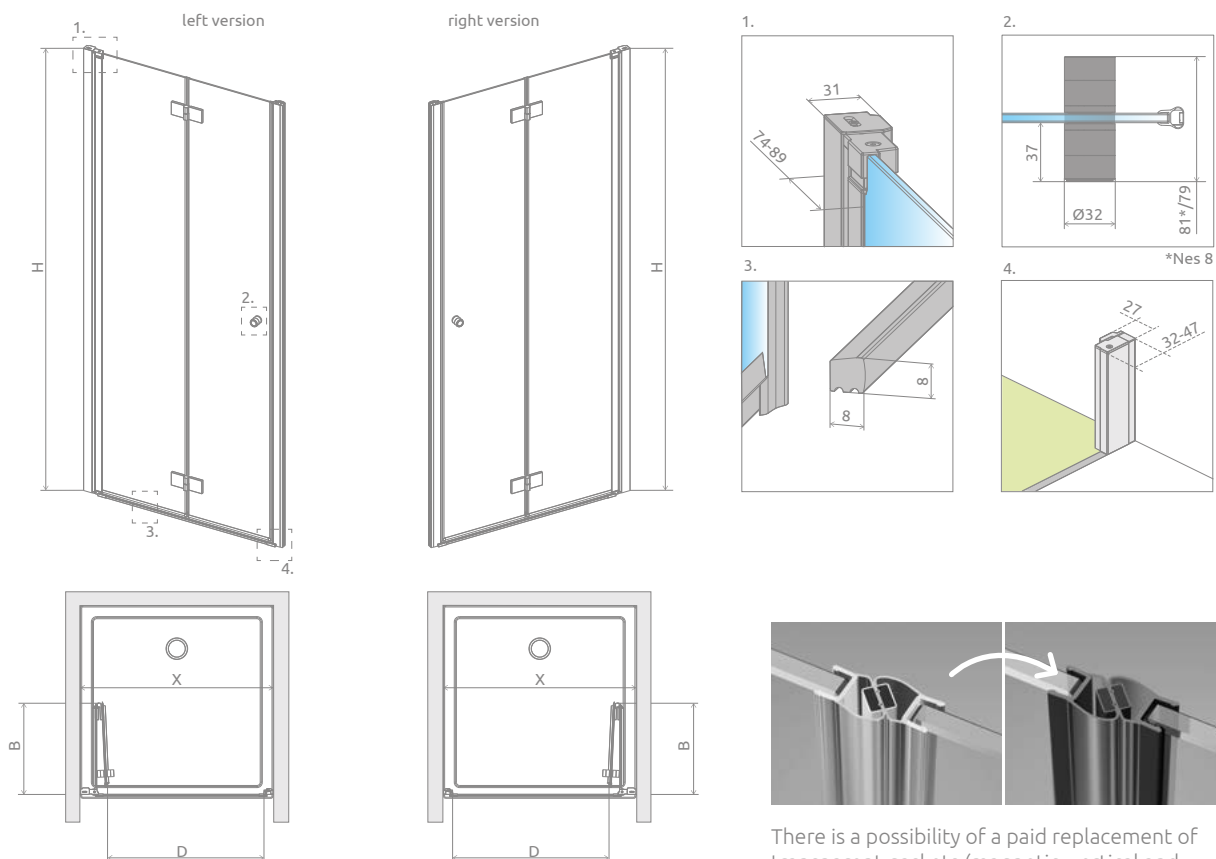 left version
right version
1.
H
2.
3.
4.
H
1.
31
74-89
2.
37
Ø32
81*/79
*Nes 8
3.
8
8
4.
27
32-47
X
B
D
X
B
D
There is a possibility of a paid replacement of